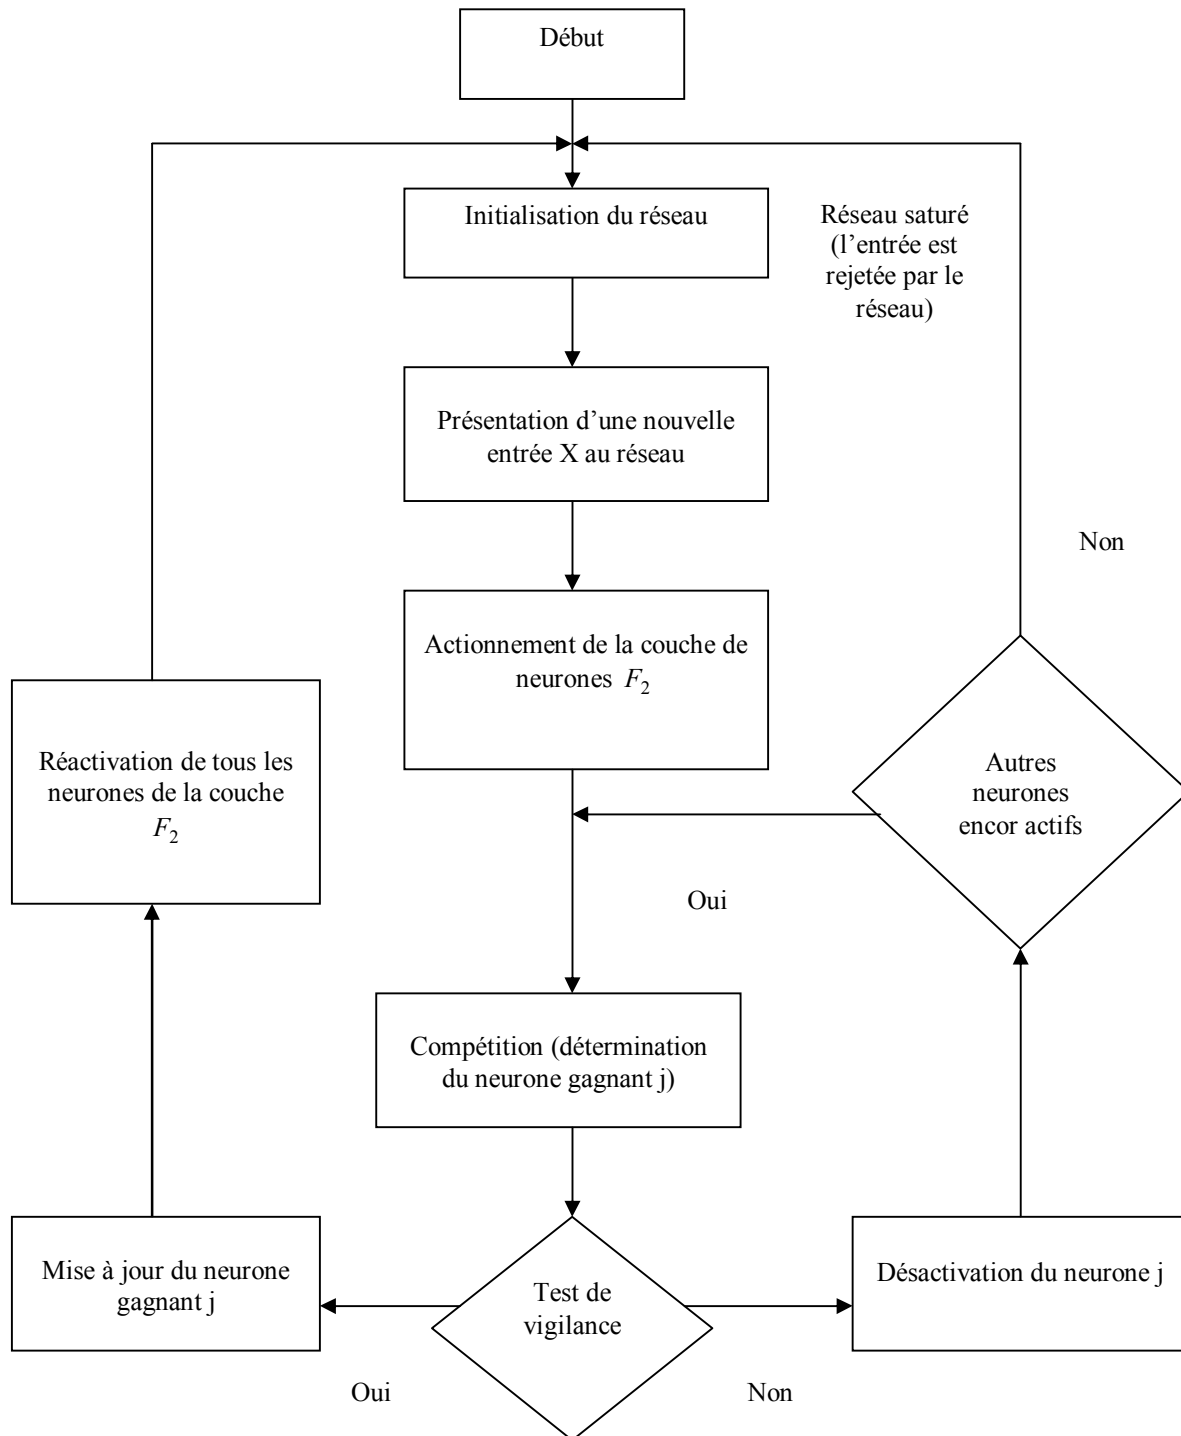 Début
Initialisation du réseau
Réseau saturé
(l’entrée est
rejetée par le
réseau)
Présentation d’une nouvelle
entrée X au réseau
Non
Actionnement de la couche de
neurones F₂
Réactivation de tous les
neurones de la couche
F₂
Autres
neurones
encor actifs
Oui
Compétition (détermination
du neurone gagnant j)
Mise à jour du neurone
gagnant j
Test de
vigilance
Désactivation du neurone j
Oui
Non